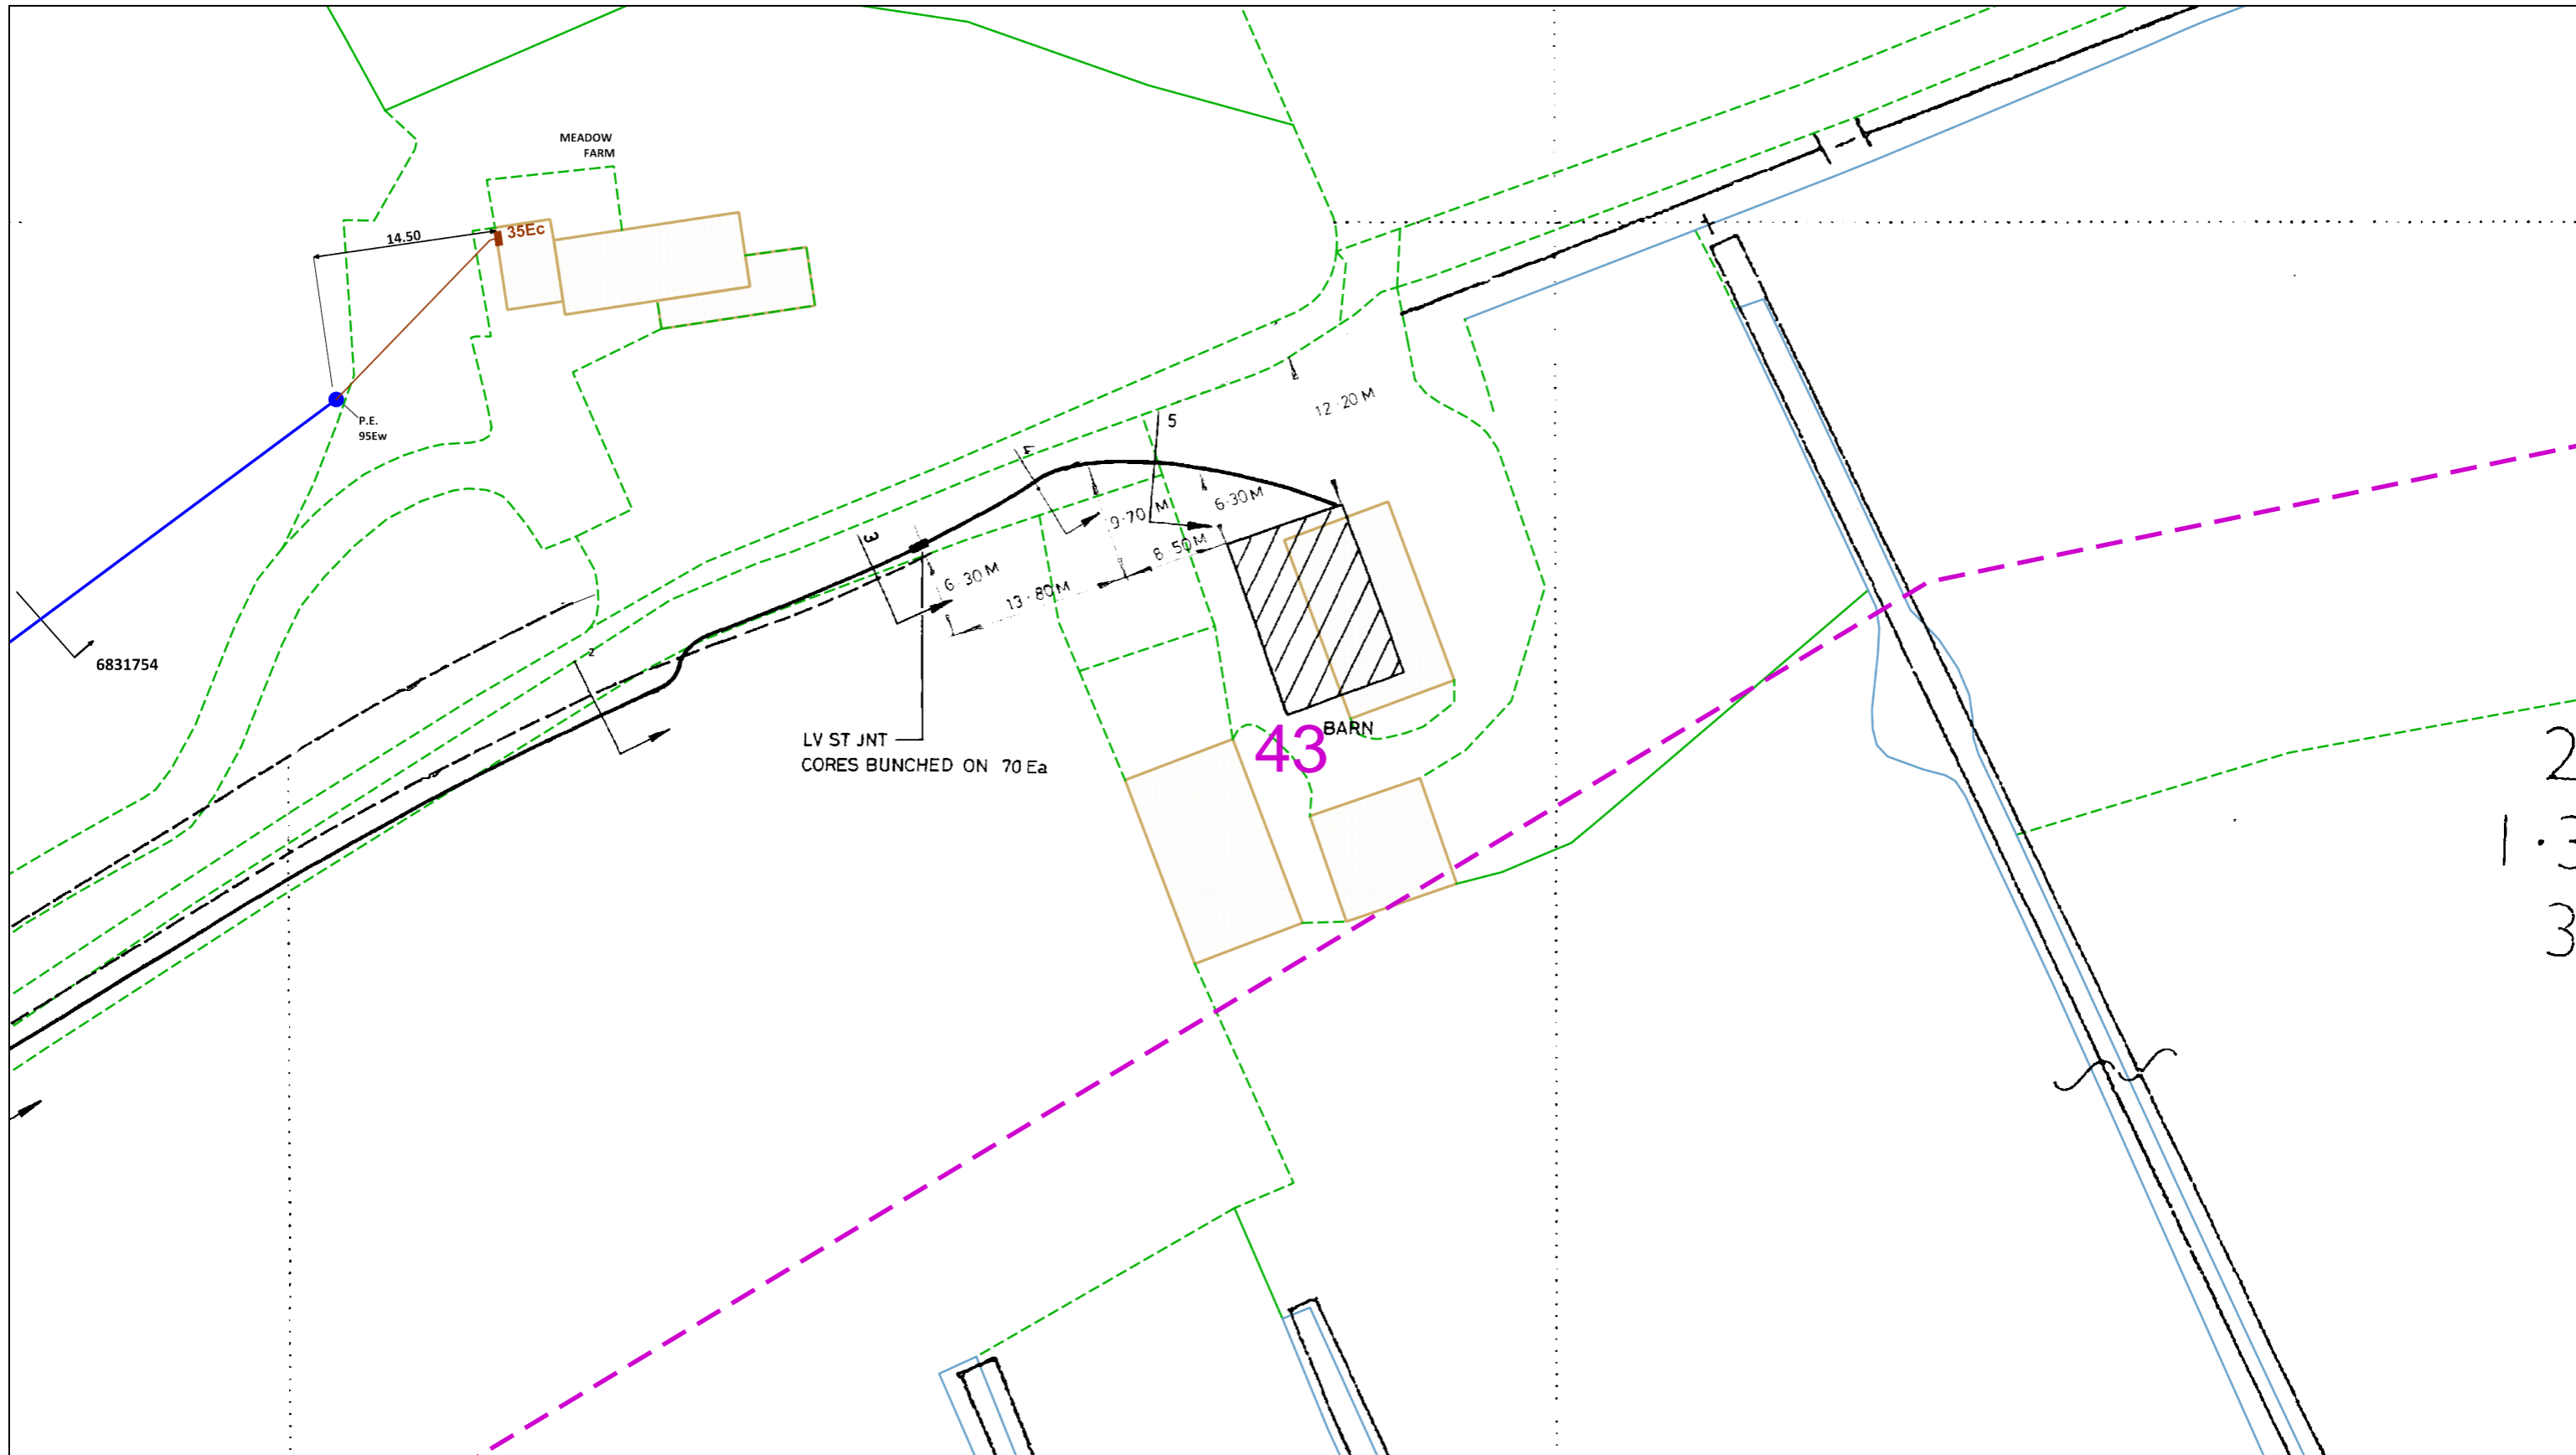 MEADOW
FARM
14.50
35Ec
P.E.
95Ew
6831754
12·20 M
5
4
6·30 M
9·70 M
8·50 M
3
6·30 M
13·80 M
2
LV ST JNT
CORES BUNCHED ON 70 Ea
BARN
43
2
1·3
3